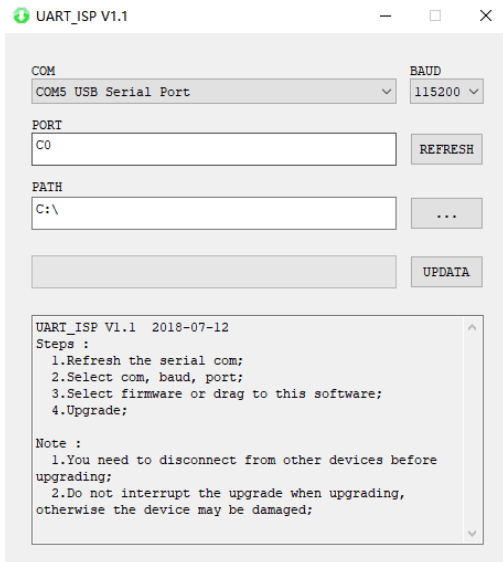 UART_ISP V1.1
COM
BAUD
COM5 USB Serial Port
115200
PORT
C0
REFRESH
PATH
C:\
...
UPDATA
UART_ISP V1.1  2018-07-12
Steps :
  1.Refresh the serial com;
  2.Select com, baud, port;
  3.Select firmware or drag to this software;
  4.Upgrade;
Note :
  1.You need to disconnect from other devices before
upgrading;
  2.Do not interrupt the upgrade when upgrading,
otherwise the device may be damaged;